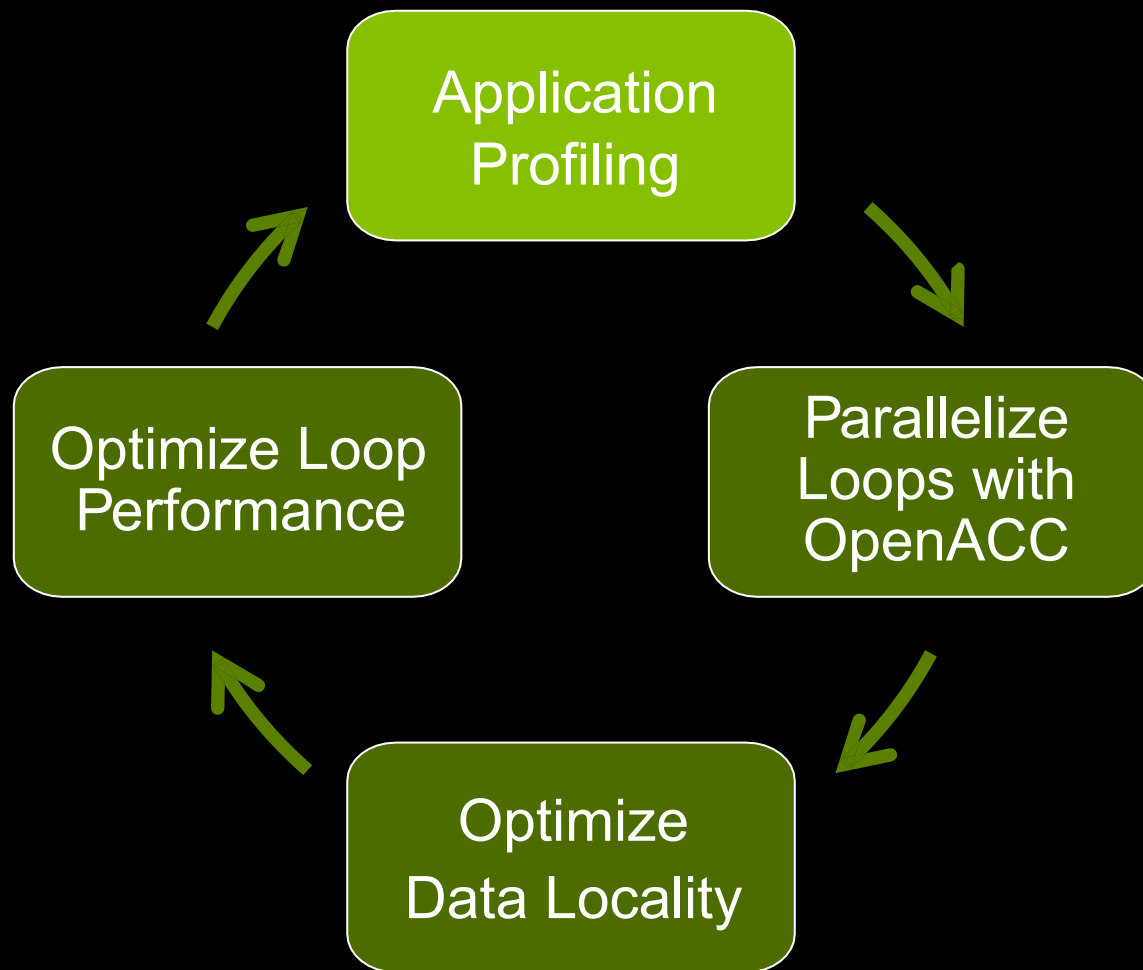 Application
Profiling
Parallelize
Loops with
OpenACC
Optimize
Data Locality
Optimize Loop
Performance